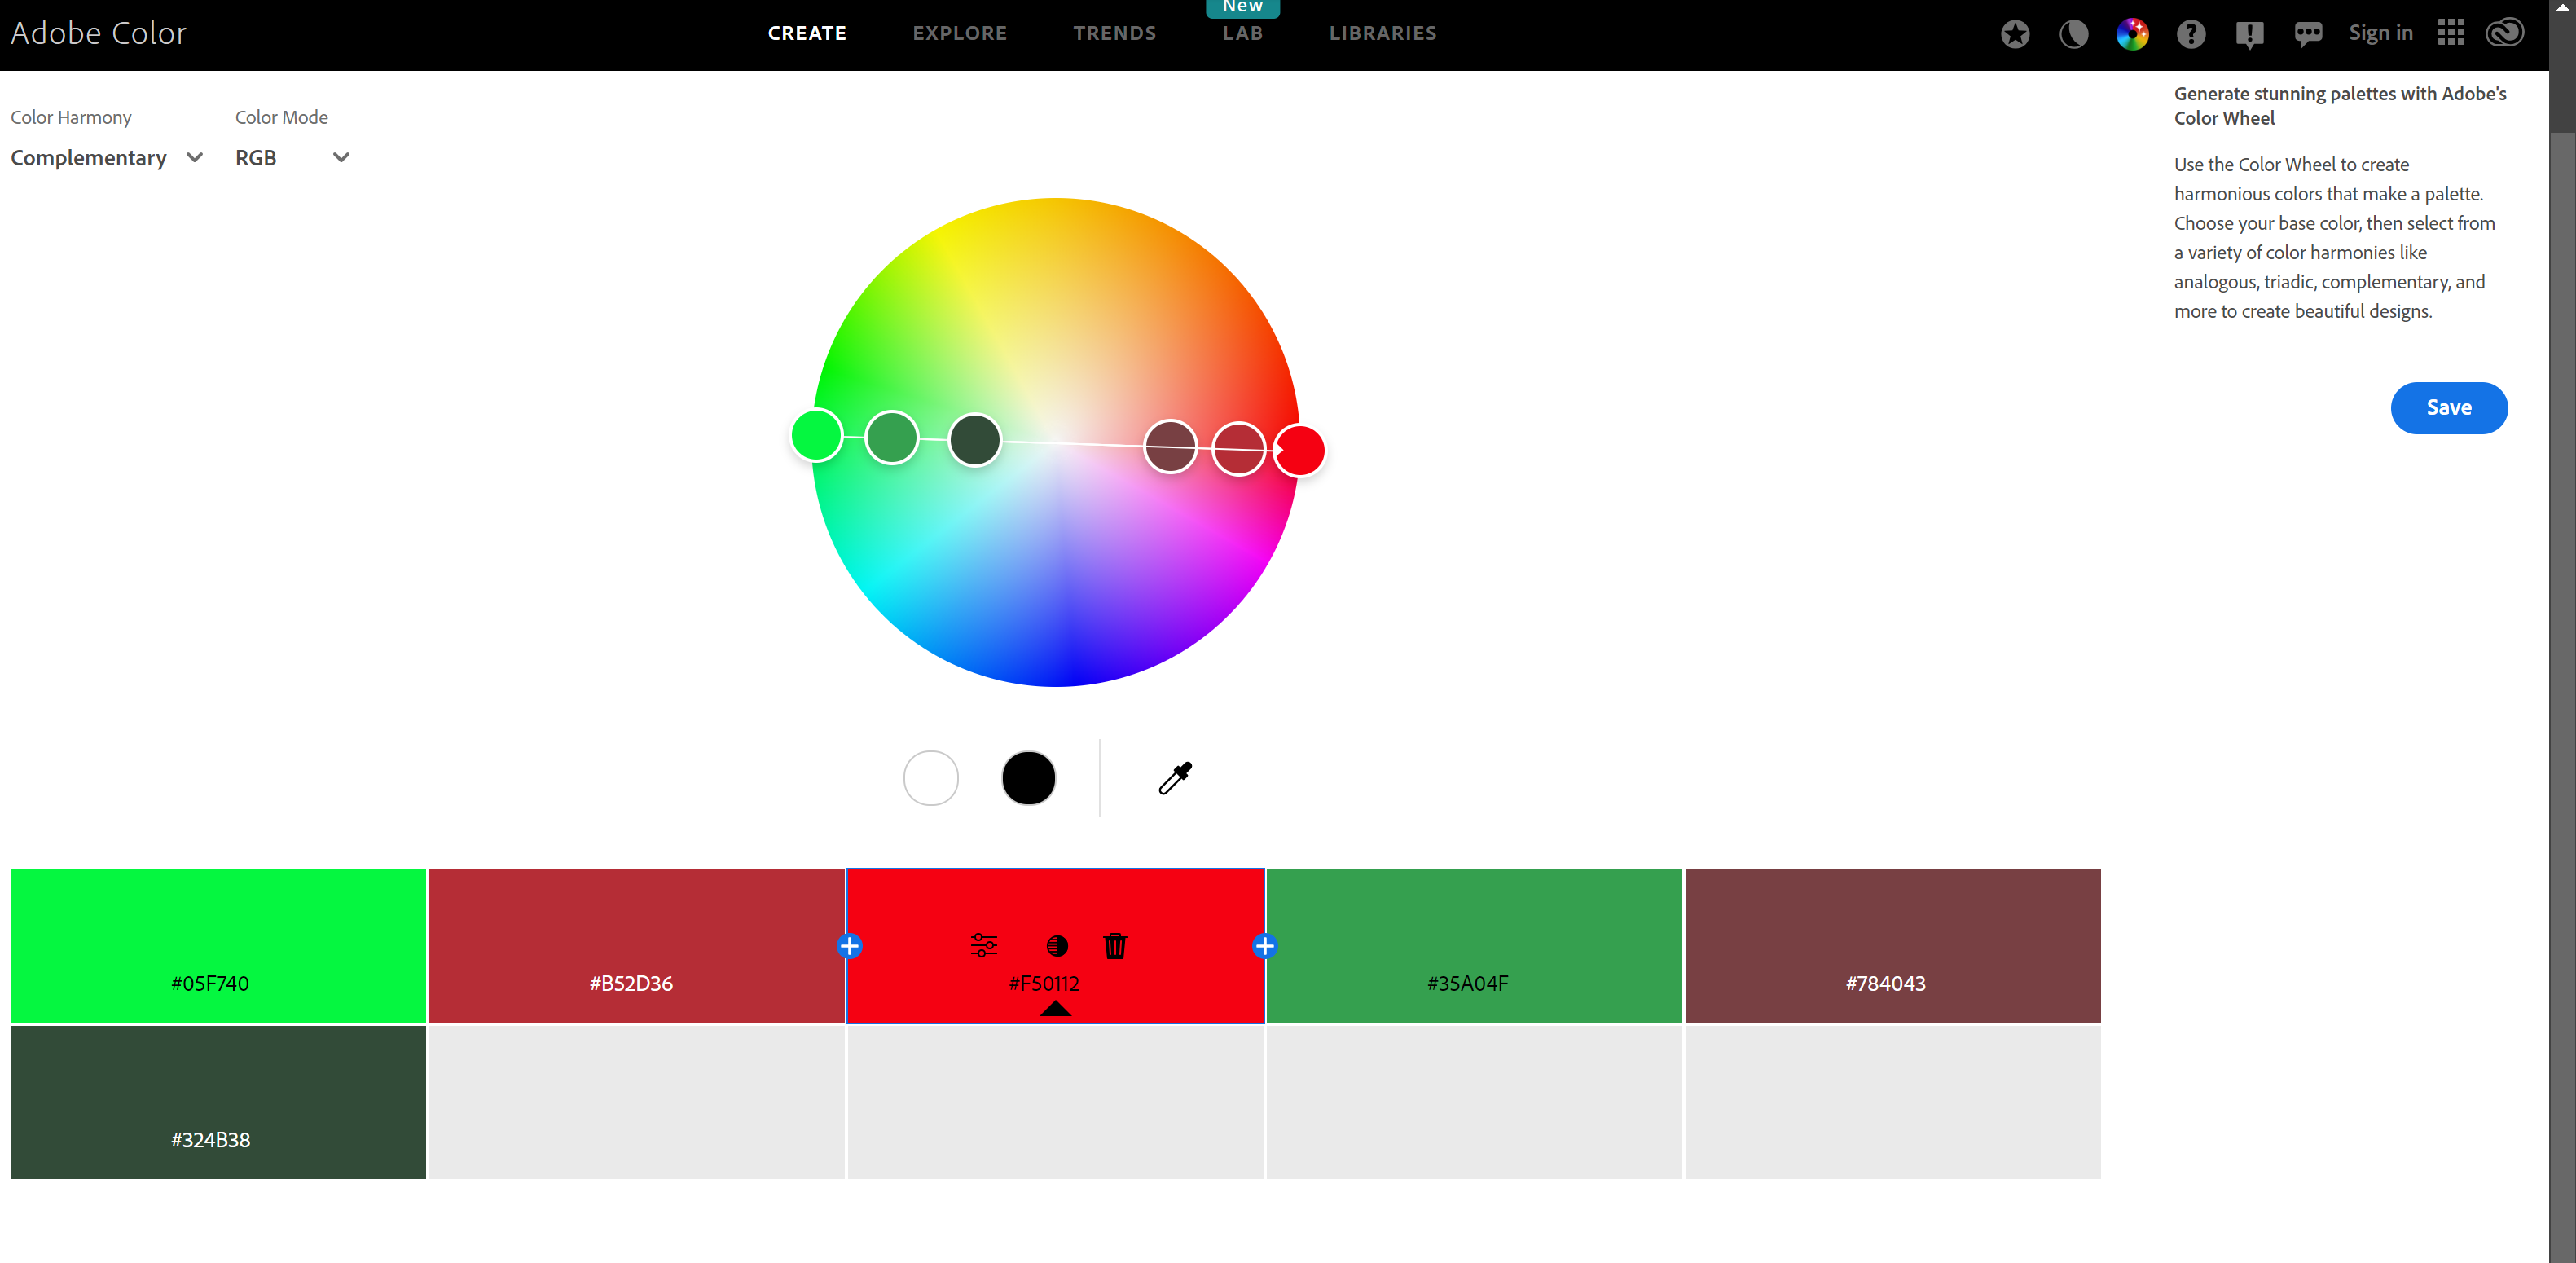 Adobe Color
CREATE
EXPLORE
TRENDS
New
LAB
LIBRARIES
Sign in
Color Harmony
Color Mode
Complementary
RGB
Generate stunning palettes with Adobe's
Color Wheel
Use the Color Wheel to create
harmonious colors that make a palette.
Choose your base color, then select from
a variety of color harmonies like
analogous, triadic, complementary, and
more to create beautiful designs.
Save
#05F740
#B52D36
#F50112
#35A04F
#784043
#324B38